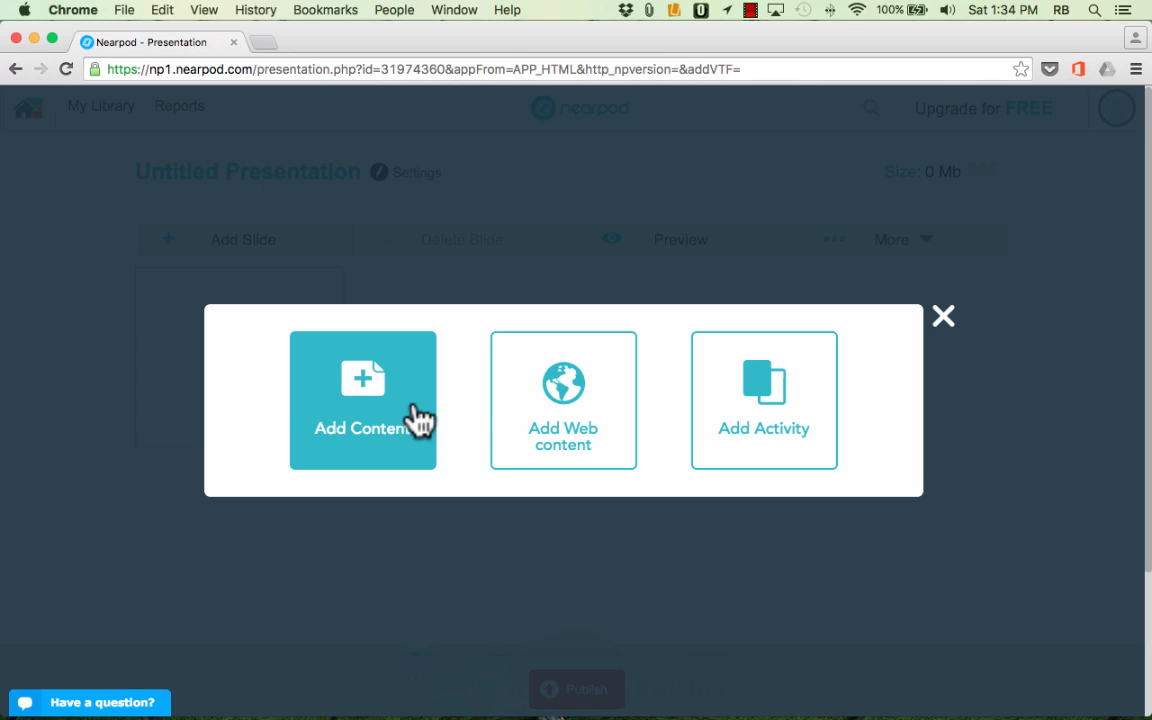 Chrome File Edit View History Bookmarks People Window Help 100% Sat 1:34 PM RB
Nearpod - Presentation
https://np1.nearpod.com/presentation.php?id=31974360&appFrom=APP_HTML&http_npversion=&addVTF=
My Library Reports nearpod Upgrade for FREE
Untitled Presentation Settings Size: 0 Mb
Add Slide Delete Slide Preview More
Add Content Add Web Add Activity
content
Publish
Have a question?